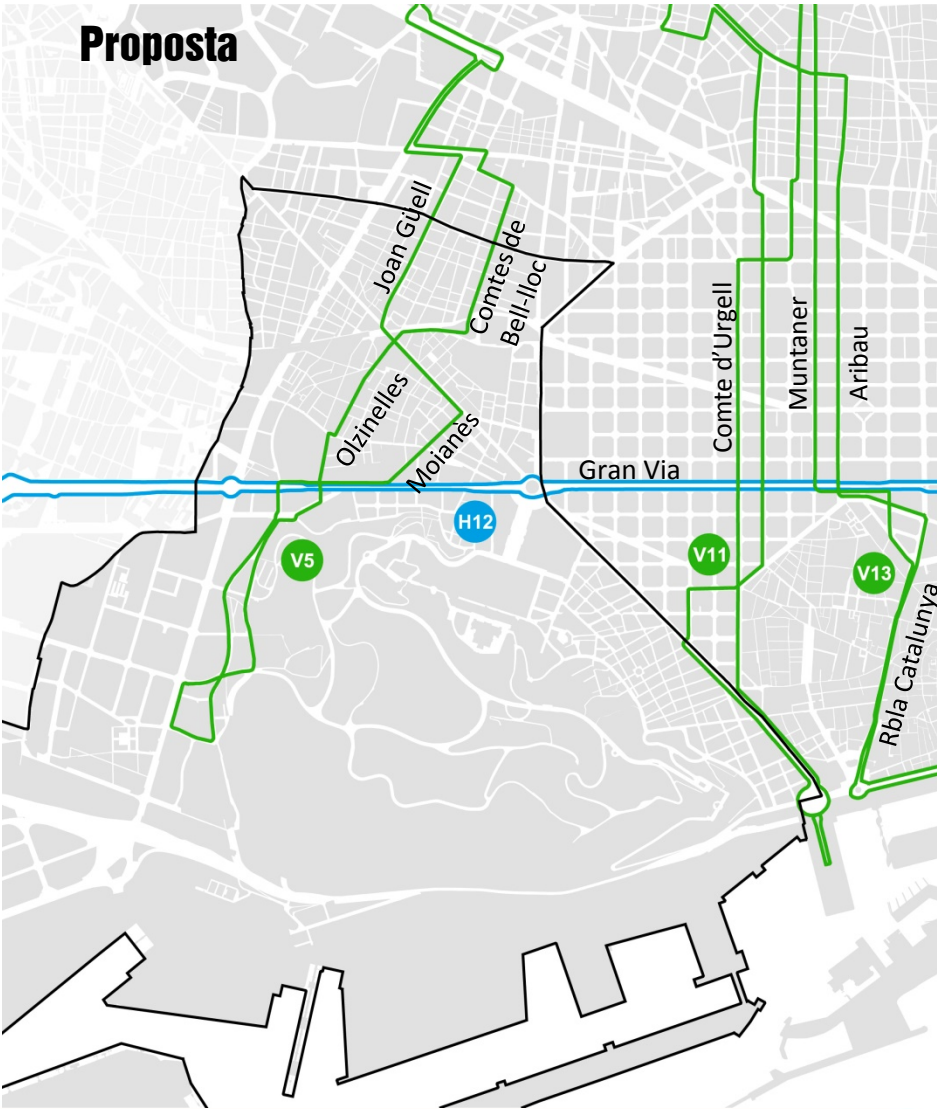 Proposta
Joan Güell
Comtes de
Bell-lloc
Comte d'Urgell
Muntaner
Aribau
Olzinelles
Moianès
Gran Via
H12
V5
V11
V13
Rbla Catalunya